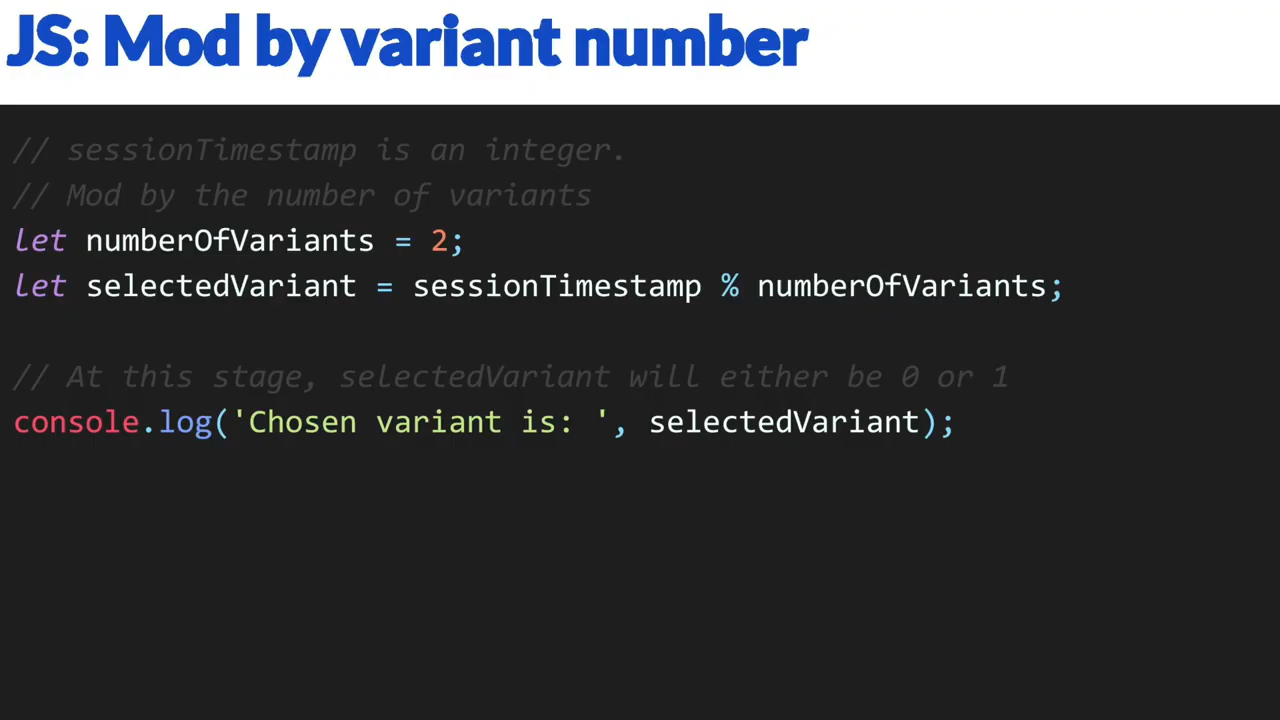 JS: Mod by variant number
// sessionTimestamp is an integer.
// Mod by the number of variants
let numberOfVariants = 2;
let selectedVariant = sessionTimestamp % numberOfVariants;
// At this stage, selectedVariant will either be 0 or 1
console.log('Chosen variant is: ', selectedVariant);